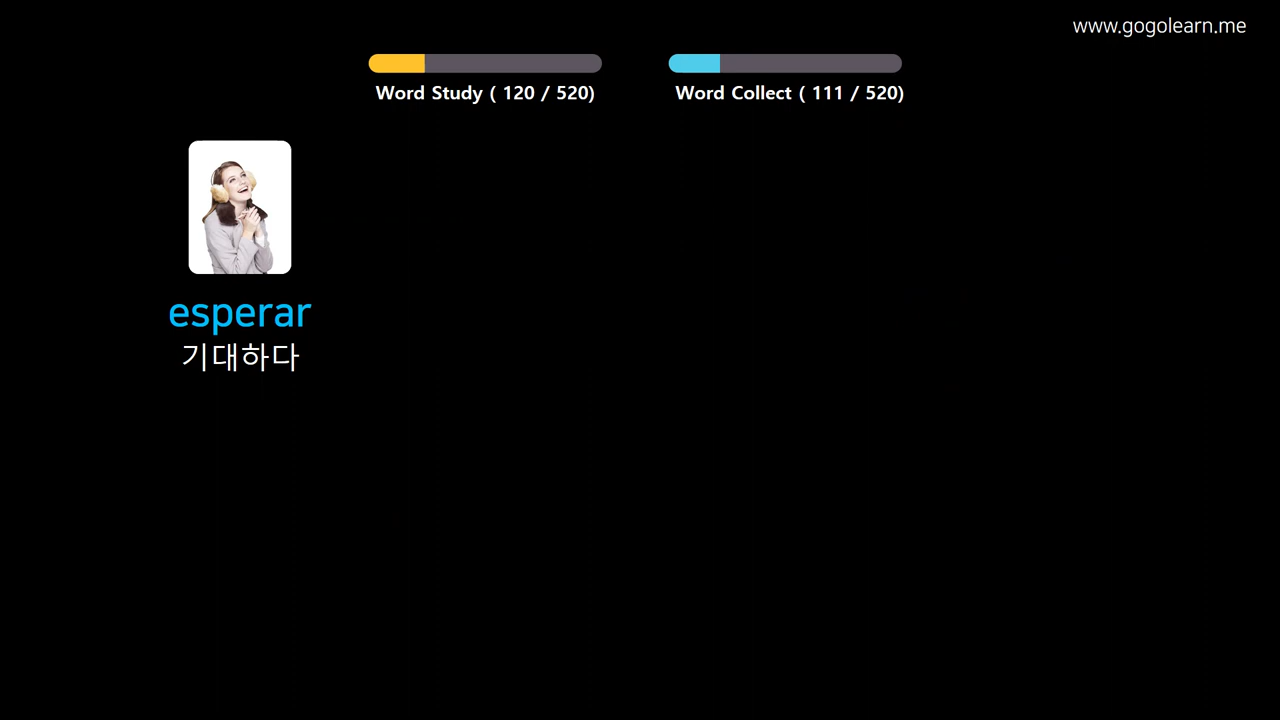 www.gogolearn.me
Word Study ( 120 / 520)
Word Collect ( 111 / 520)
esperar
기대하다